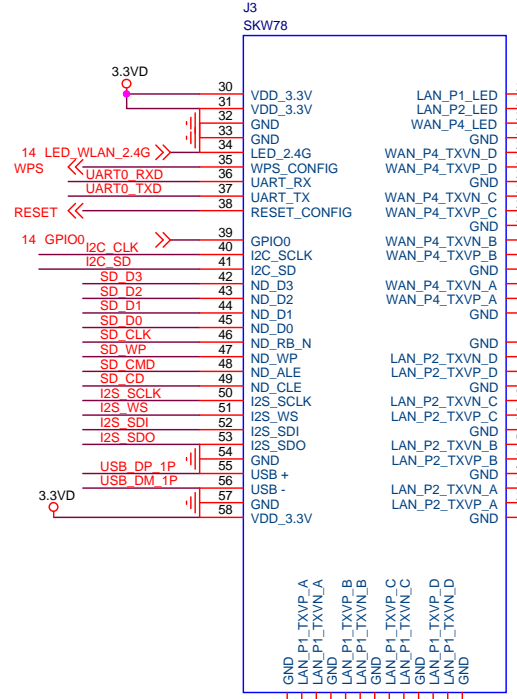 J3
SKW78
3.3VD
30 VDD_3.3V LAN_P1_LED
31 VDD_3.3V LAN_P2_LED
32 GND WAN_P4_LED
33 GND GND
14 LED_WLAN_2.4G 34 LED_2.4G WAN_P4_TXVN_D
WPS 35 WPS_CONFIG WAN_P4_TXVP_D
UART0_RXD 36 UART_RX GND
UART0_TXD 37 UART_TX WAN_P4_TXVN_C
RESET 38 RESET_CONFIG WAN_P4_TXVP_C
GND
14 GPIO0 39 GPIO0 WAN_P4_TXVN_B
I2C_CLK 40 I2C_SCLK WAN_P4_TXVP_B
I2C_SD 41 I2C_SD GND
SD_D3 42 ND_D3 WAN_P4_TXVN_A
SD_D2 43 ND_D2 WAN_P4_TXVP_A
SD_D1 44 ND_D1 GND
SD_D0 45 ND_D0
SD_CLK 46 ND_RB_N GND
SD_WP 47 ND_WP LAN_P2_TXVN_D
SD_CMD 48 ND_ALE LAN_P2_TXVP_D
SD_CD 49 ND_CLE GND
I2S_SCLK 50 I2S_SCLK LAN_P2_TXVN_C
I2S_WS 51 I2S_WS LAN_P2_TXVP_C
I2S_SDI 52 I2S_SDI GND
I2S_SDO 53 I2S_SDO LAN_P2_TXVN_B
54 GND LAN_P2_TXVP_B
USB_DP_1P 55 USB + GND
USB_DM_1P 56 USB - LAN_P2_TXVN_A
57 GND LAN_P2_TXVP_A
3.3VD 58 VDD_3.3V GND
GND
LAN_P1_TXVP_A
LAN_P1_TXVN_A
GND
LAN_P1_TXVP_B
LAN_P1_TXVN_B
GND
LAN_P1_TXVP_C
LAN_P1_TXVN_C
GND
LAN_P1_TXVP_D
LAN_P1_TXVN_D
GND